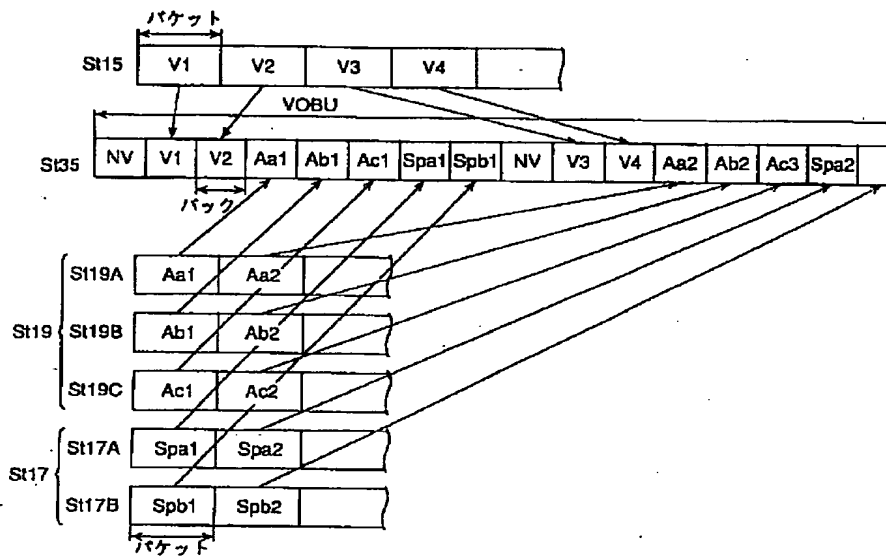 パケット
St15 V1 V2 V3 V4
VOBU
St35 NV V1 V2 Aa1 Ab1 Ac1 Spa1 Spb1 NV V3 V4 Aa2 Ab2 Ac3 Spa2
パック
St19A Aa1 Aa2
St19 St19B Ab1 Ab2
St19C Ac1 Ac2
St17A Spa1 Spa2
St17
St17B Spb1 Spb2
パケット